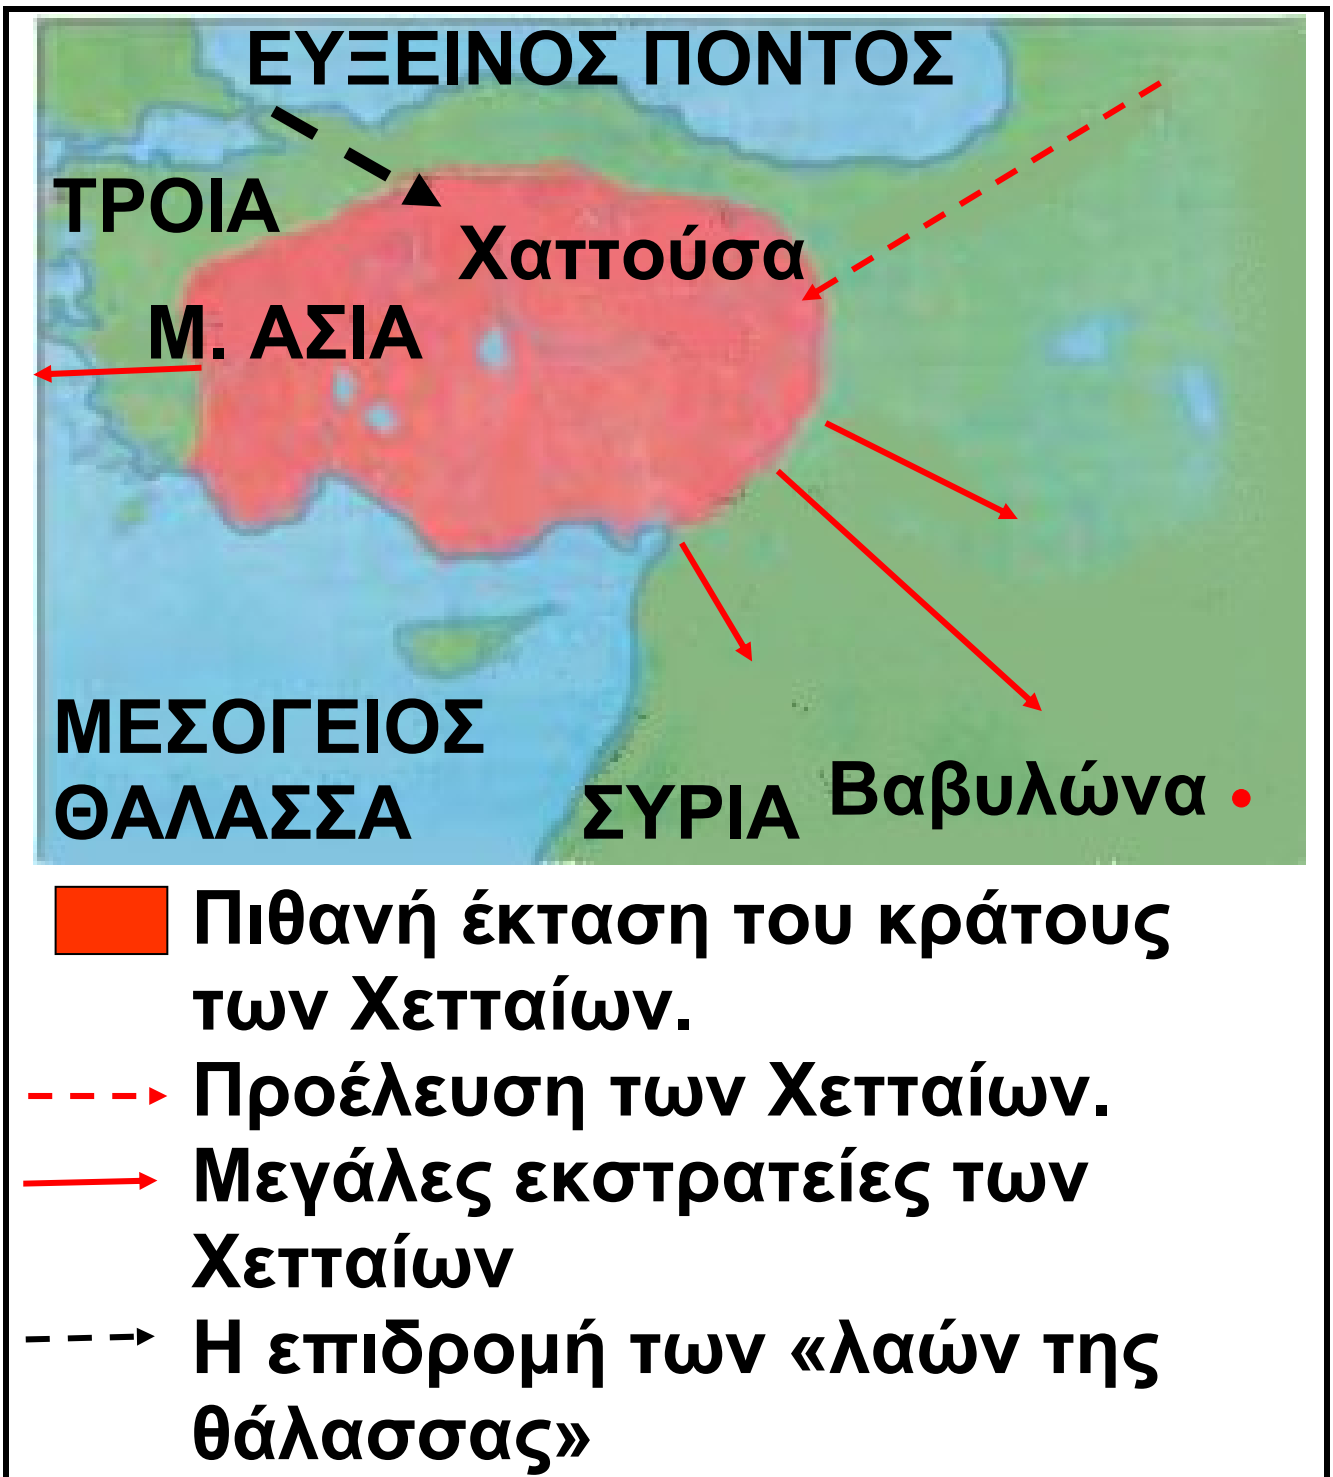 ΕΥΞΕΙΝΟΣ ΠΟΝΤΟΣ
ΤΡΟΙΑ
Χαττούσα
Μ. ΑΣΙΑ
ΜΕΣΟΓΕΙΟΣ
ΘΑΛΑΣΣΑ
ΣΥΡΙΑ
Βαβυλώνα
Πιθανή έκταση του κράτους
των Χετταίων.
Προέλευση των Χετταίων.
Μεγάλες εκστρατείες των
Χετταίων
Η επιδρομή των «λαών της
θάλασσας»